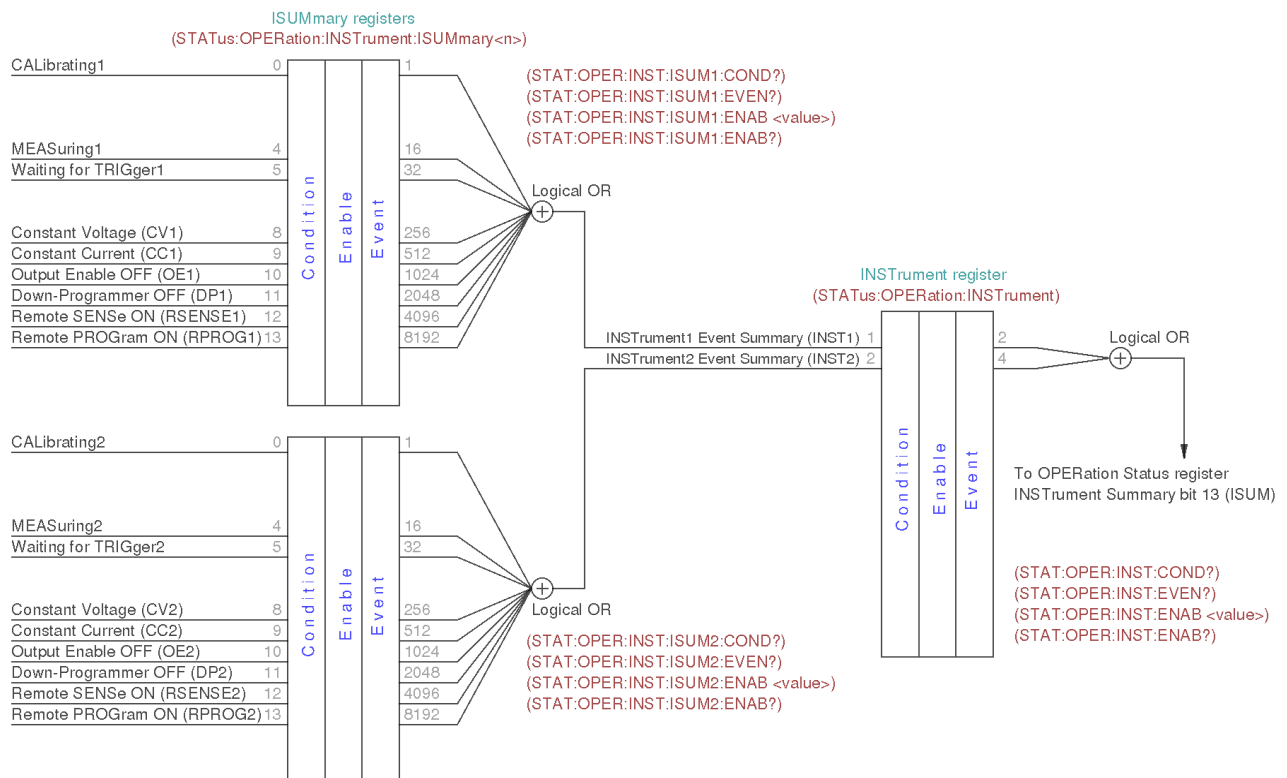 ISUMmary registers
(STATus:OPERation:INSTrument:ISUMmary<n>)
CALibrating1 0 1
(STAT:OPER:INST:ISUM1:COND?)
(STAT:OPER:INST:ISUM1:EVEN?)
(STAT:OPER:INST:ISUM1:ENAB <value>)
(STAT:OPER:INST:ISUM1:ENAB?)
MEASuring1 4 16
Waiting for TRIGger1 5 32
Condition
Enable
Event
Logical OR
Constant Voltage (CV1) 8 256
Constant Current (CC1) 9 512
Output Enable OFF (OE1) 10 1024
Down-Programmer OFF (DP1) 11 2048
Remote SENSe ON (RSENSE1) 12 4096
Remote PROGram ON (RPROG1) 13 8192
INSTrument register
(STATus:OPERation:INSTrument)
INSTrument1 Event Summary (INST1) 1 2
INSTrument2 Event Summary (INST2) 2 4
Logical OR
Condition
Enable
Event
To OPERation Status register
INSTrument Summary bit 13 (ISUM)
(STAT:OPER:INST:COND?)
(STAT:OPER:INST:EVEN?)
(STAT:OPER:INST:ENAB <value>)
(STAT:OPER:INST:ENAB?)
CALibrating2 0 1
MEASuring2 4 16
Waiting for TRIGger2 5 32
Condition
Enable
Event
Logical OR
Constant Voltage (CV2) 8 256
Constant Current (CC2) 9 512
Output Enable OFF (OE2) 10 1024
Down-Programmer OFF (DP2) 11 2048
Remote SENSe ON (RSENSE2) 12 4096
Remote PROGram ON (RPROG2) 13 8192
(STAT:OPER:INST:ISUM2:COND?)
(STAT:OPER:INST:ISUM2:EVEN?)
(STAT:OPER:INST:ISUM2:ENAB <value>)
(STAT:OPER:INST:ISUM2:ENAB?)